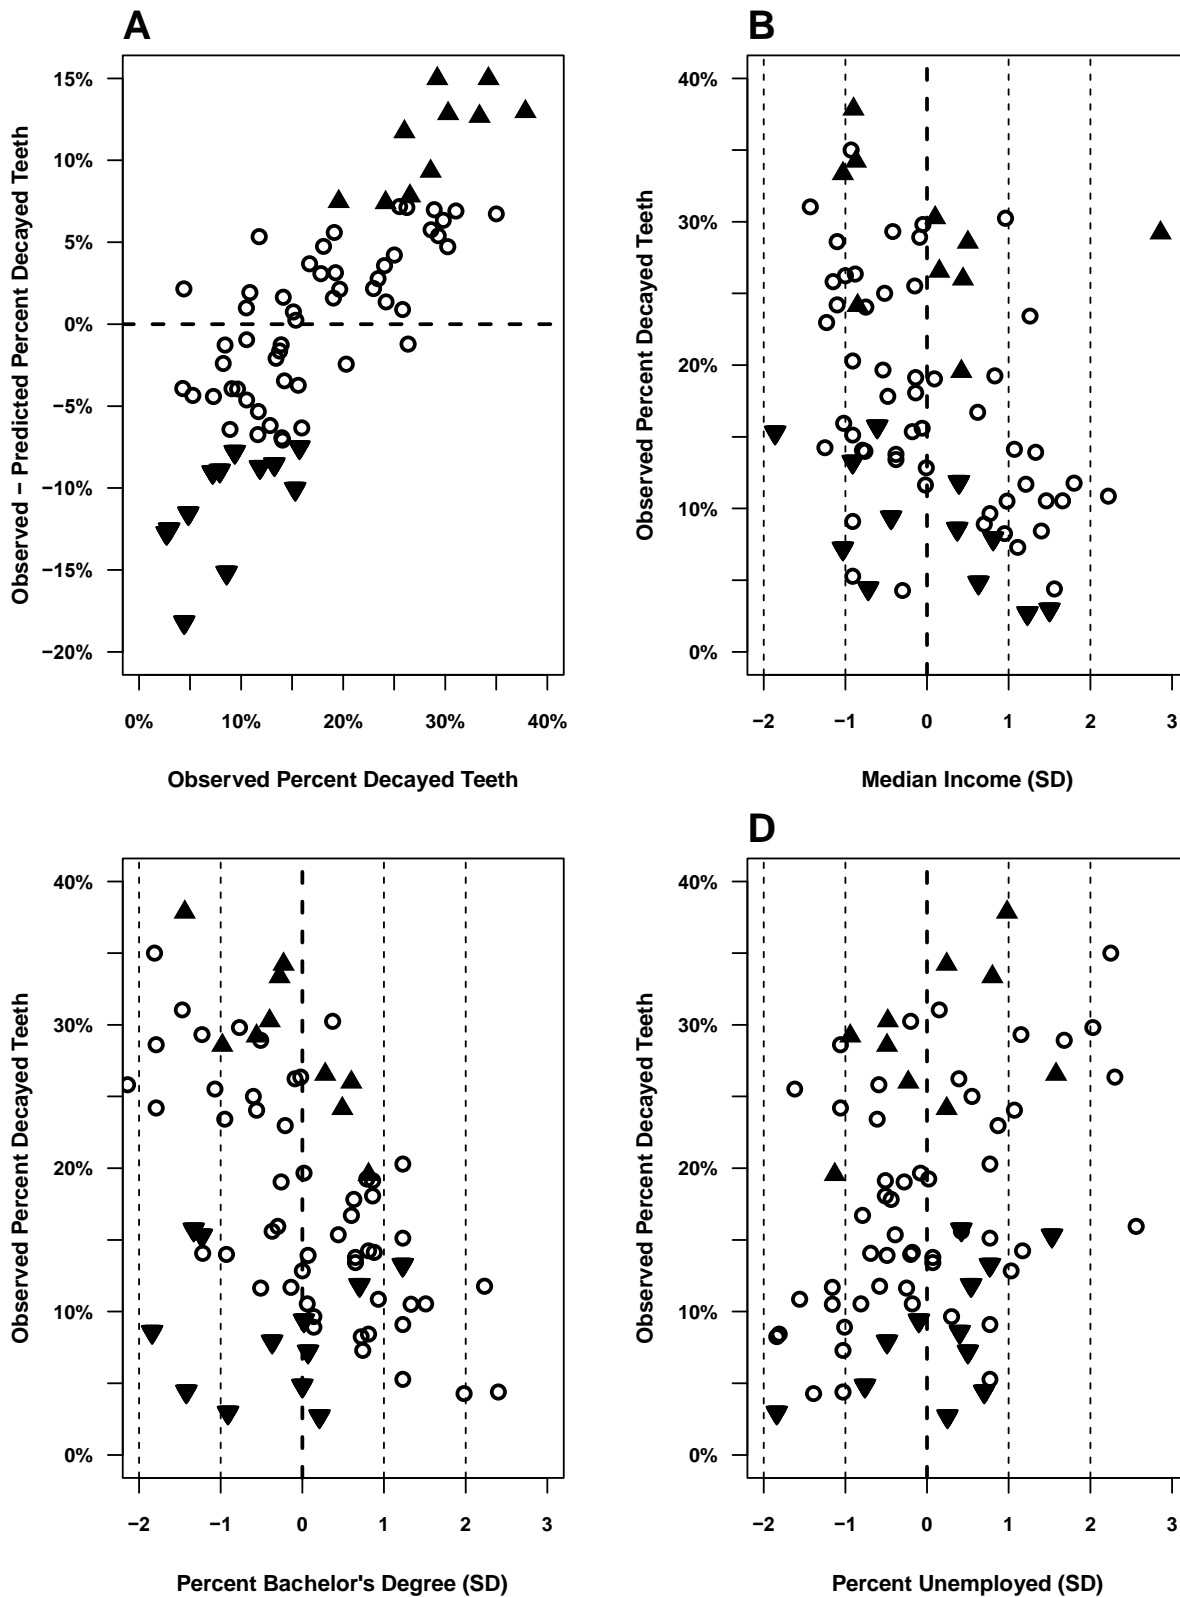 A
15%
10%
5%
0%
−5%
−10%
−15%
−20%
Observed − Predicted Percent Decayed Teeth
0% 10% 20% 30% 40%
Observed Percent Decayed Teeth
B
40%
30%
20%
10%
0%
Observed Percent Decayed Teeth
−2 −1 0 1 2 3
Median Income (SD)
40%
30%
20%
10%
0%
Observed Percent Decayed Teeth
−2 −1 0 1 2 3
Percent Bachelor's Degree (SD)
D
40%
30%
20%
10%
0%
Observed Percent Decayed Teeth
−2 −1 0 1 2 3
Percent Unemployed (SD)